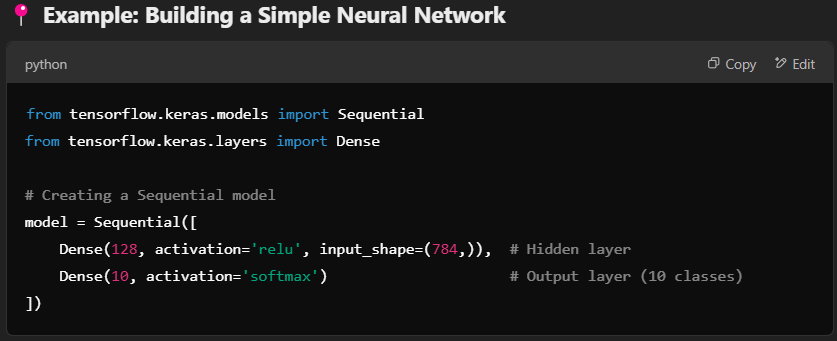 📍 Example: Building a Simple Neural Network
python Copy Edit
from tensorflow.keras.models import Sequential
from tensorflow.keras.layers import Dense
# Creating a Sequential model
model = Sequential([
    Dense(128, activation='relu', input_shape=(784,)),  # Hidden layer
    Dense(10, activation='softmax')                     # Output layer (10 classes)
])